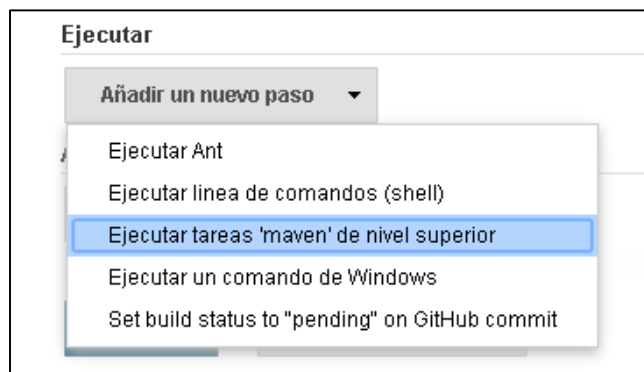 Ejecutar
Añadir un nuevo paso
Ejecutar Ant
Ejecutar linea de comandos (shell)
Ejecutar tareas 'maven' de nivel superior
Ejecutar un comando de Windows
Set build status to "pending" on GitHub commit